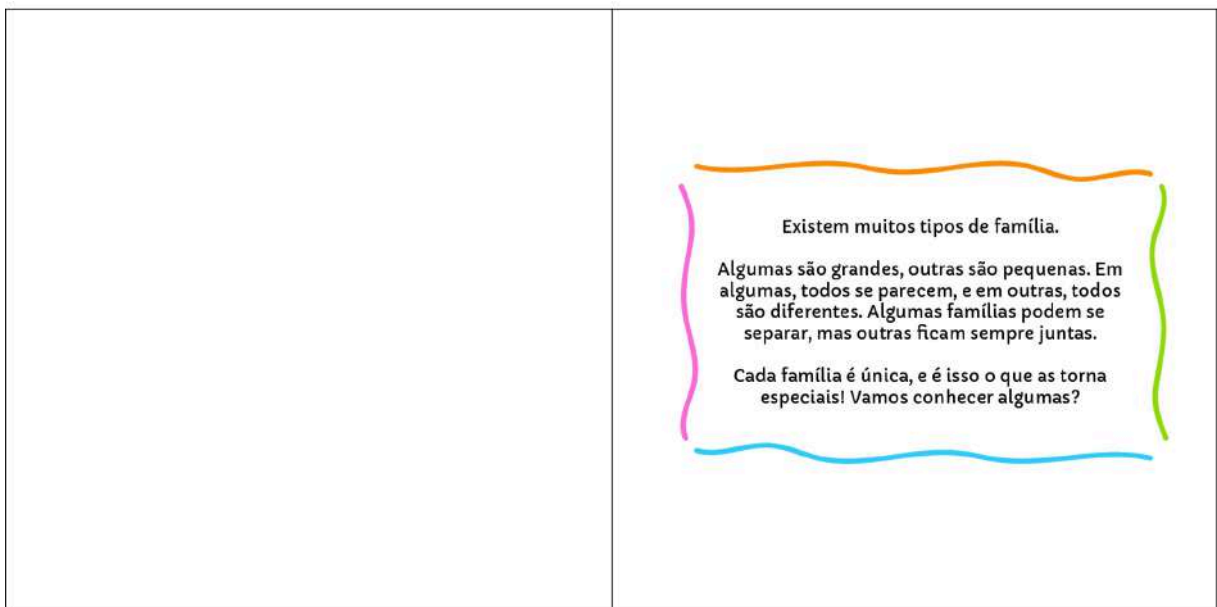 Existem muitos tipos de família.
Algumas são grandes, outras são pequenas. Em
algumas, todos se parecem, e em outras, todos
são diferentes. Algumas famílias podem se
separar, mas outras ficam sempre juntas.
Cada família é única, e é isso o que as torna
especiais! Vamos conhecer algumas?